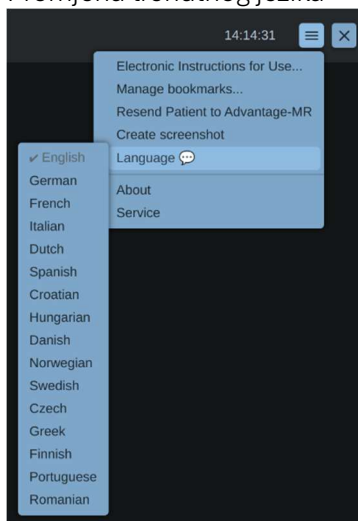 14:14:31
Electronic Instructions for Use...
Manage bookmarks...
Resend Patient to Advantage-MR
Create screenshot
Language 💬
About
Service
✔ English
German
French
Italian
Dutch
Spanish
Croatian
Hungarian
Danish
Norwegian
Swedish
Czech
Greek
Finnish
Portuguese
Romanian